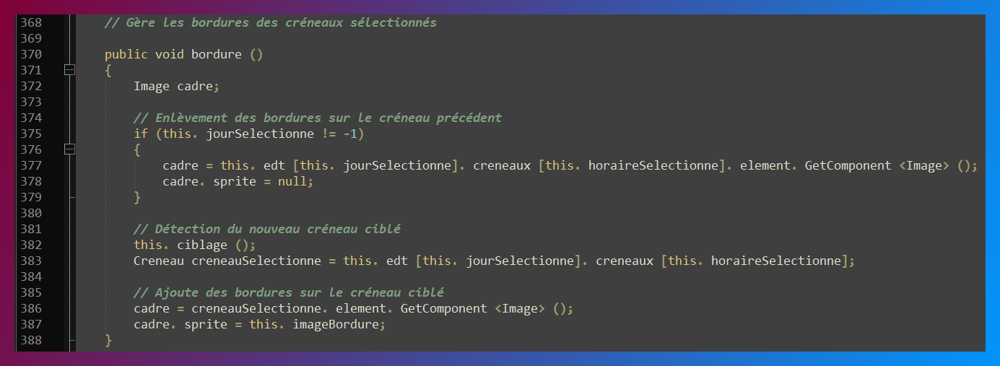 368 // Gère les bordures des créneaux sélectionnés
369
370 public void bordure ()
371 {
372 Image cadre;
373
374 // Enlèvement des bordures sur le créneau précédent
375 if (this. jourSelectionne != -1)
376 {
377 cadre = this. edt [this. jourSelectionne]. creneaux [this. horaireSelectionne]. element. GetComponent <Image> ();
378 cadre. sprite = null;
379 }
380
381 // Détection du nouveau créneau ciblé
382 this. ciblage ();
383 Creneau creneauSelectionne = this. edt [this. jourSelectionne]. creneaux [this. horaireSelectionne];
384
385 // Ajoute des bordures sur le créneau ciblé
386 cadre = creneauSelectionne. element. GetComponent <Image> ();
387 cadre. sprite = this. imageBordure;
388 }